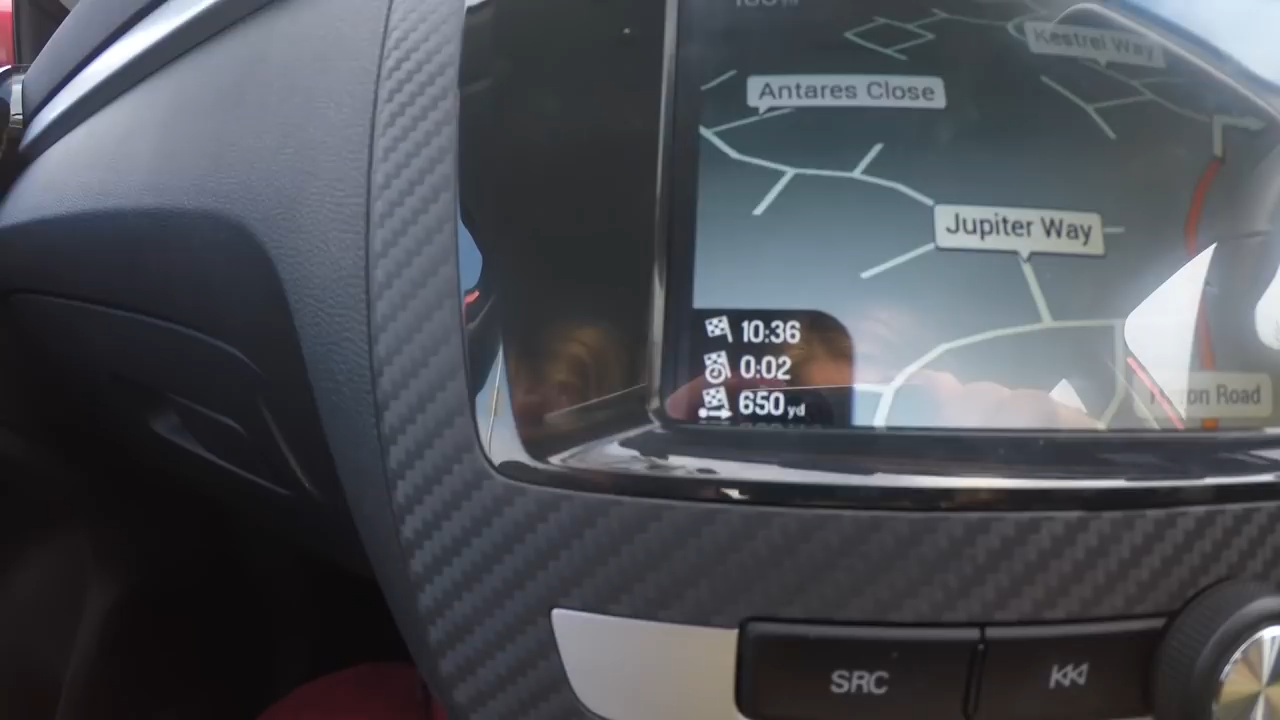 Kestrel Way
Antares Close
Jupiter Way
10:36
0:02
650 yd
Road
SRC